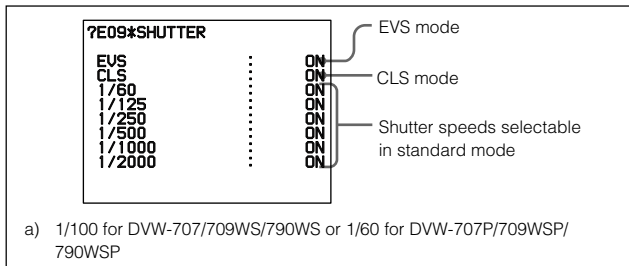 ?E09*SHUTTER
EVS : ON
CLS : ON
1/60 : ON
1/125 : ON
1/250 : ON
1/500 : ON
1/1000 : ON
1/2000 : ON
EVS mode
CLS mode
Shutter speeds selectable
in standard mode
a) 1/100 for DVW-707/709WS/790WS or 1/60 for DVW-707P/709WSP/
790WSP